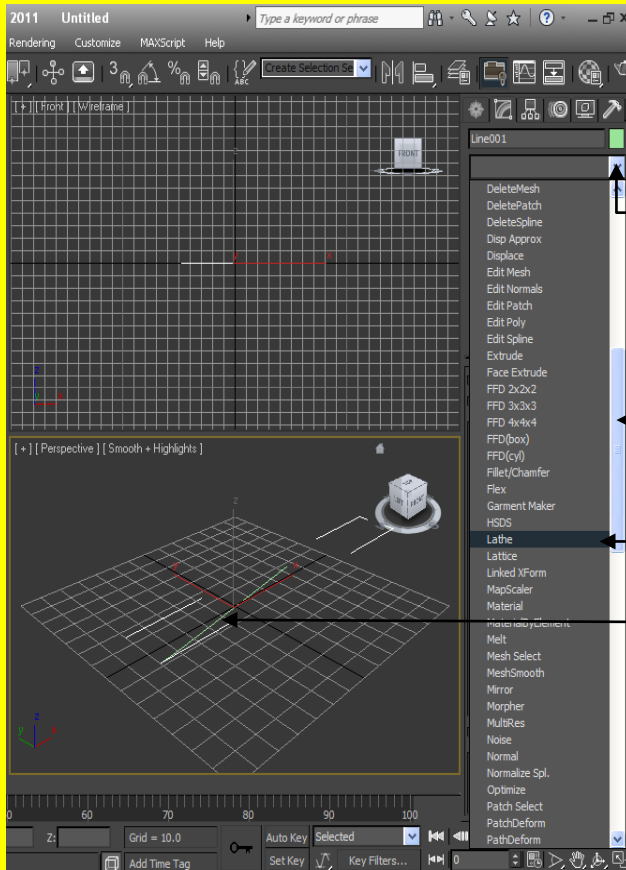 2011 Untitled
Type a keyword or phrase
Rendering Customize MAXScript Help
3
%
ABC
Create Selection Se
[ + ] [ Front ] [ Wireframe ]
FRONT
Line001
DeleteMesh
DeletePatch
DeleteSpline
Disp Approx
Displace
Edit Mesh
Edit Normals
Edit Patch
Edit Poly
Edit Spline
Extrude
Face Extrude
FFD 2x2x2
FFD 3x3x3
FFD 4x4x4
FFD(box)
FFD(cyl)
Fillet/Chamfer
Flex
Garment Maker
HSDS
Lathe
Lattice
Linked XForm
MapScaler
Material
MaterialByElement
Melt
Mesh Select
MeshSmooth
Mirror
Morpher
MultiRes
Noise
Normal
Normalize Spl.
Optimize
Patch Select
PatchDeform
PathDeform
z
x
[ + ] [ Perspective ] [ Smooth + Highlights ]
FRONT
z
z
y
60 70 80 90 100
Z: Grid = 10.0 Auto Key Selected
Add Time Tag Set Key Key Filters... 0